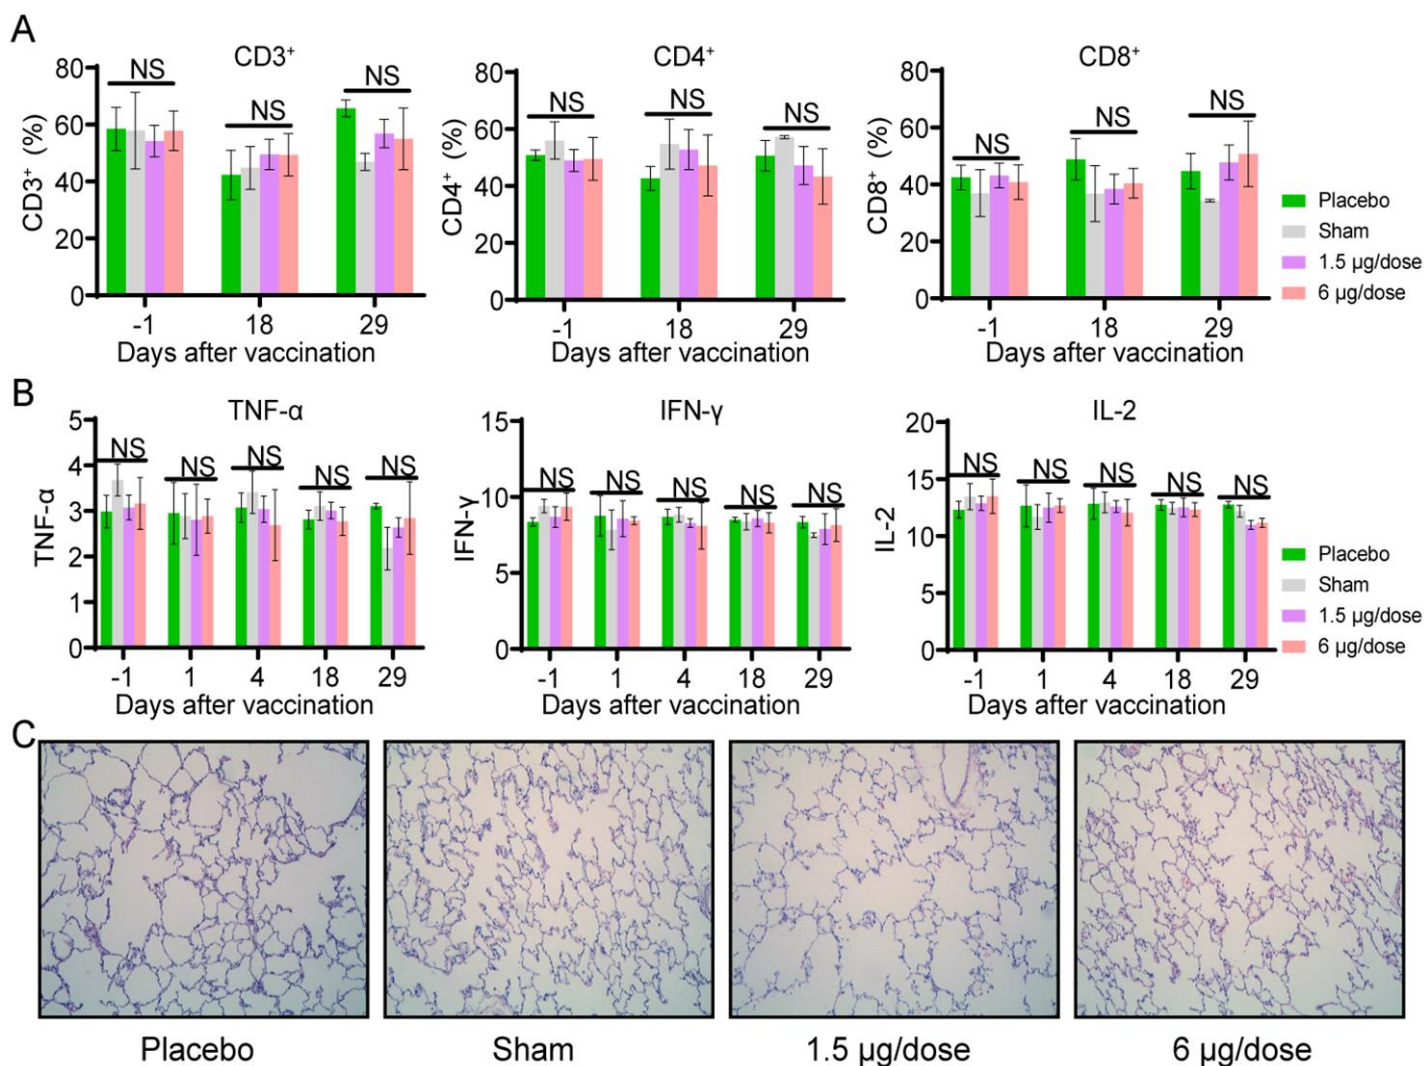 A
CD3⁺
CD3⁺ (%)
80
60
40
20
0
NS
NS
NS
-1
18
29
Days after vaccination
CD4⁺
CD4⁺ (%)
80
60
40
20
0
NS
NS
NS
-1
18
29
Days after vaccination
CD8⁺
CD8⁺ (%)
80
60
40
20
0
NS
NS
NS
-1
18
29
Days after vaccination
Placebo
Sham
1.5 µg/dose
6 µg/dose
B
TNF-α
TNF-α
5
4
3
2
1
0
NS
NS
NS
NS
NS
-1
1
4
18
29
Days after vaccination
IFN-γ
IFN-γ
15
10
5
0
NS
NS
NS
NS
NS
-1
1
4
18
29
Days after vaccination
IL-2
IL-2
20
15
10
5
0
NS
NS
NS
NS
NS
-1
1
4
18
29
Days after vaccination
Placebo
Sham
1.5 µg/dose
6 µg/dose
C
Placebo
Sham
1.5 µg/dose
6 µg/dose